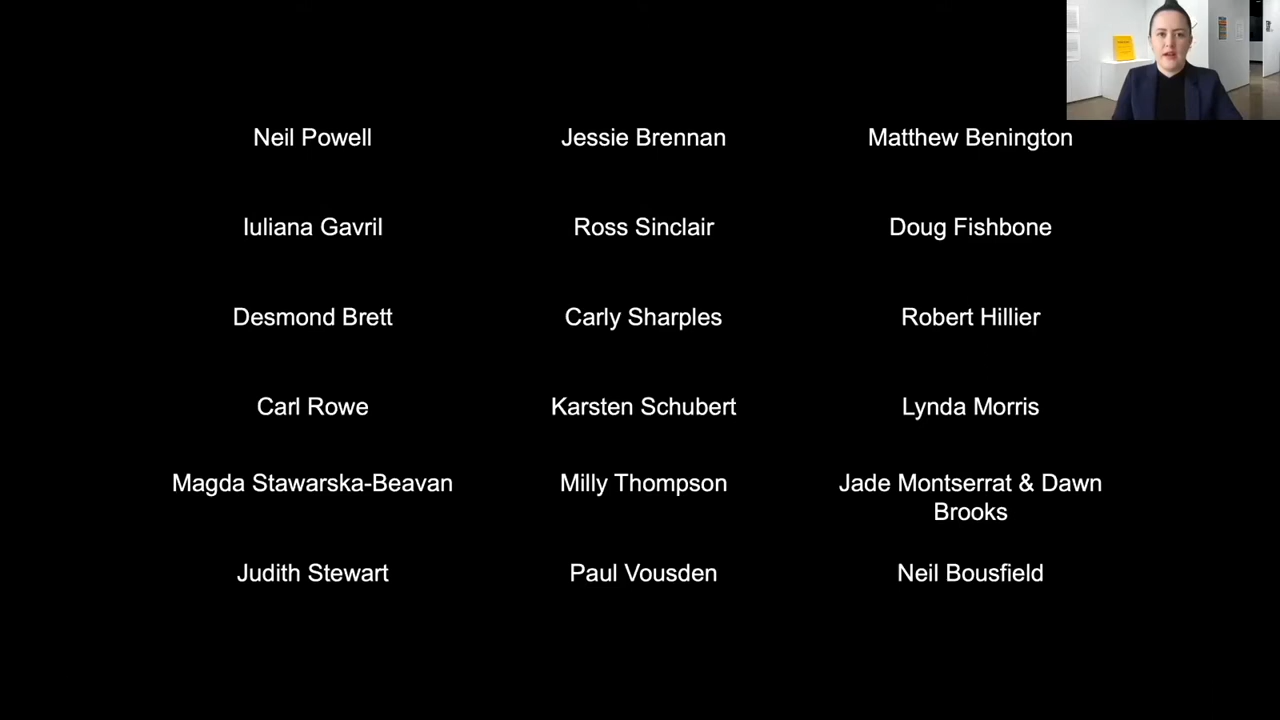 Neil Powell
Jessie Brennan
Matthew Benington
Iuliana Gavril
Ross Sinclair
Doug Fishbone
Desmond Brett
Carly Sharples
Robert Hillier
Carl Rowe
Karsten Schubert
Lynda Morris
Magda Stawarska-Beavan
Milly Thompson
Jade Montserrat & Dawn
Brooks
Judith Stewart
Paul Vousden
Neil Bousfield